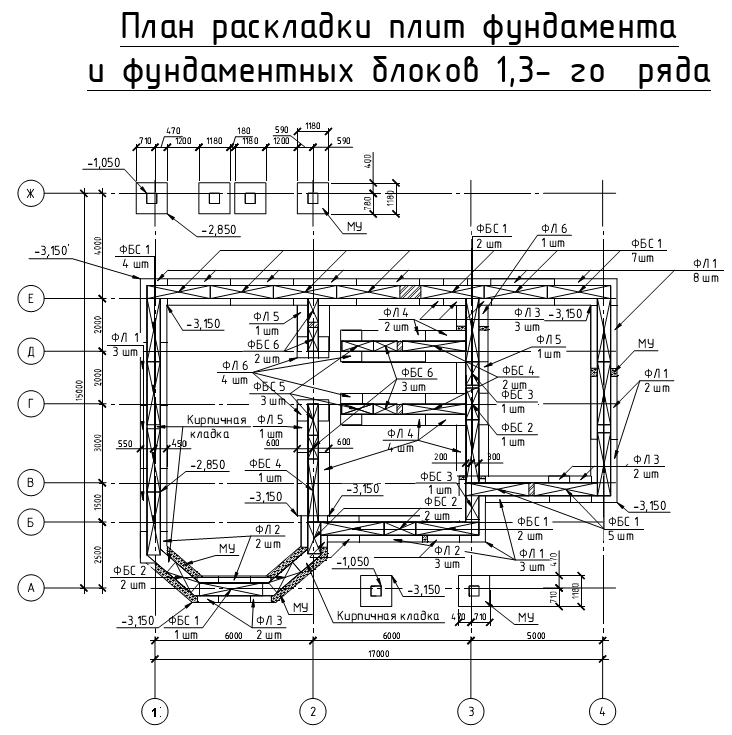 План раскладки плит фундамента
и фундаментных блоков 1,3- го ряда
590 1180
710 470 1200 1180 180 1180 1200 590
-1,050
400
Ж
780 1180
МУ
-2,850
-3,150
ФБС 1
4 шт
ФБС 1
2 шт
ФЛ 6
1 шт
ФБС 1
7шт
ФЛ 1
8 шт
4000
Е
-3,150
ФЛ 5
1 шт
ФЛ 4
2 шт
ФЛ 3
3 шт
-3,150
2000
ФЛ 1
3 шт
ФБС 6
2 шт
ФЛ 5
1 шт
МУ
Д
ФЛ 6
4 шт
ФБС 6
3 шт
ФБС 4
2 шт
ФЛ 1
2 шт
15000
2000
ФБС 5
3 шт
ФБС 3
1 шт
Г
Кирпичная
кладка
ФЛ 5
1 шт
ФЛ 4
4 шт
ФБС 2
1 шт
550 450 600 600
3000
-2,850
ФБС 4
1 шт
200 300
ФЛ 3
2 шт
В
ФБС 3
1 шт
1500
-3,150
-3,150
ФБС 2
2 шт
-3,150
Б
ФЛ 2
2 шт
ФБС 1
2 шт
ФБС 1
5 шт
2500
МУ
ФБС 2
2 шт
ФЛ 2
3 шт
ФЛ 1
3 шт
470
-1,050
А
-3,150
710 1180
-3,150
ФБС 1
1 шт
ФЛ 3
2 шт
МУ
Кирпичная кладка
470 710
МУ
6000 6000 5000
17000
1 2 3 4